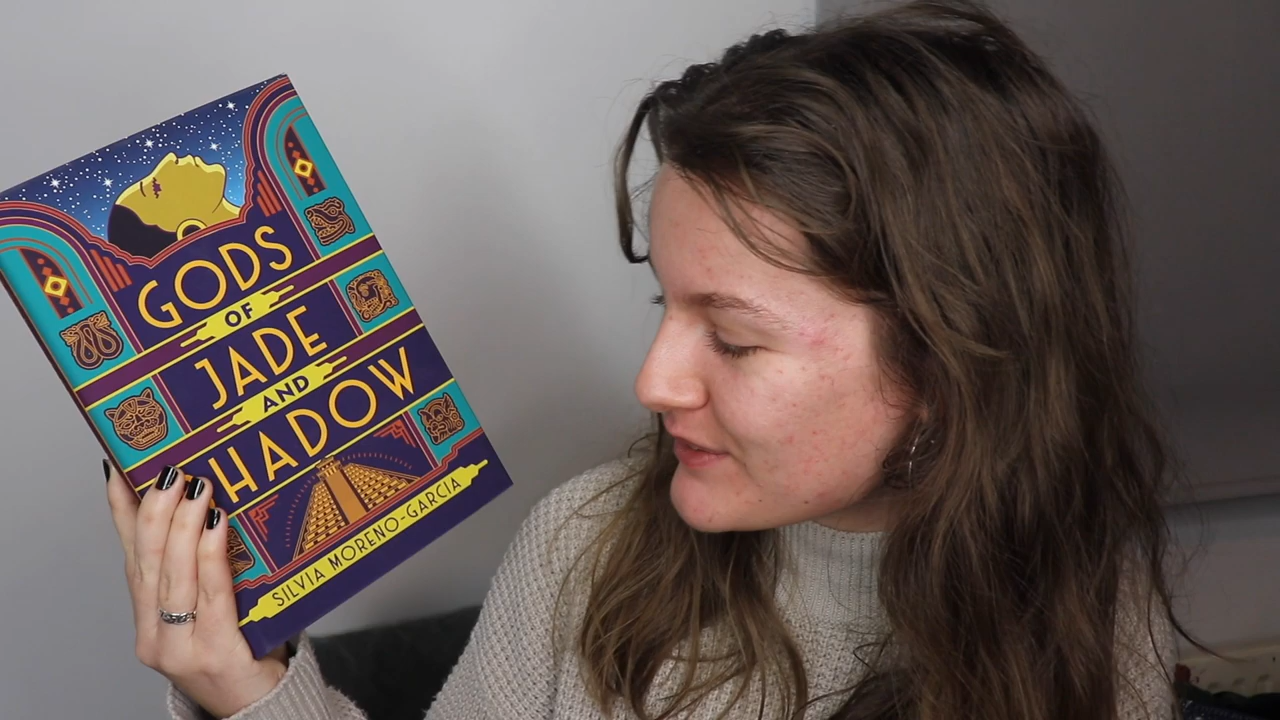 GODS
OF
JADE
AND
SHADOW
SILVIA MORENO-GARCIA